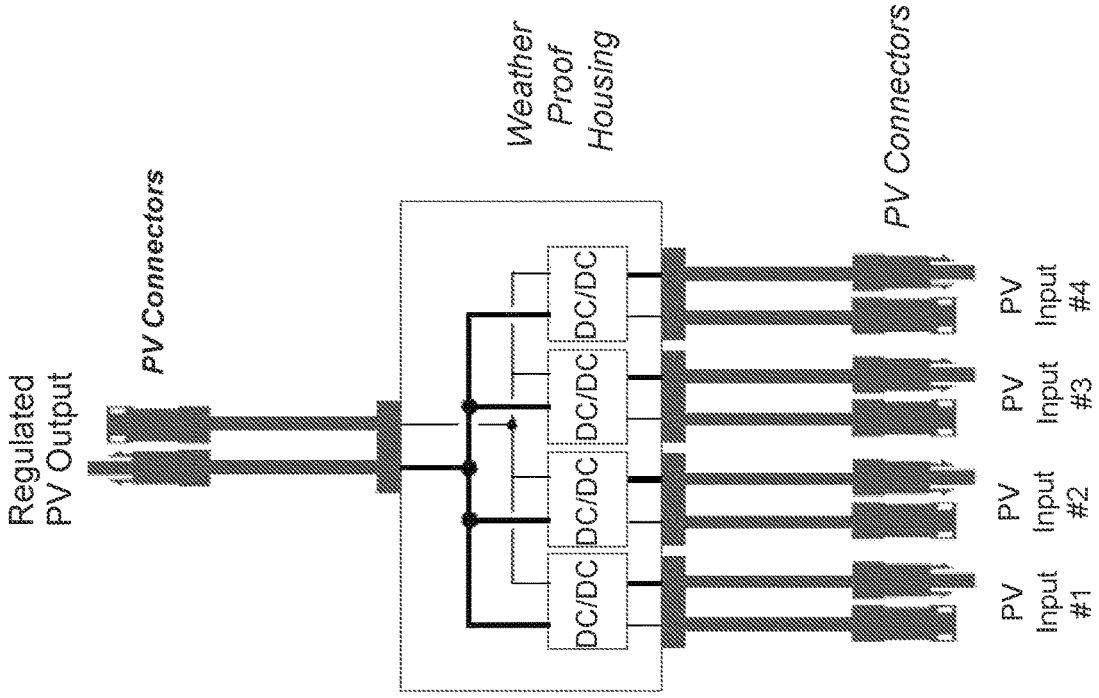 Regulated
PV Output
PV Connectors
Weather
Proof
Housing
DC/DC
DC/DC
DC/DC
DC/DC
PV Connectors
PV
Input
#1
PV
Input
#2
PV
Input
#3
PV
Input
#4